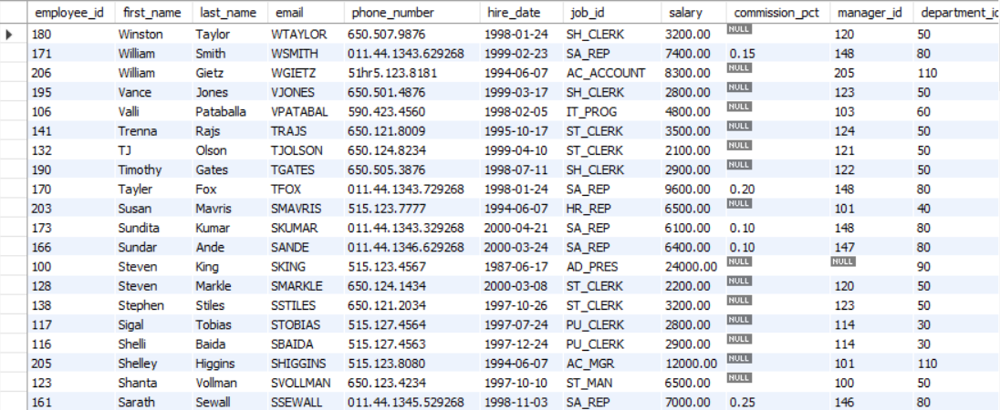 employee_id first_name last_name email phone_number hire_date job_id salary commission_pct manager_id department_id
180 Winston Taylor WTAYLOR 650.507.9876 1998-01-24 SH_CLERK 3200.00 NULL 120 50
171 William Smith WSMITH 011.44.1343.629268 1999-02-23 SA_REP 7400.00 0.15 148 80
206 William Gietz WGIETZ 51hr5.123.8181 1994-06-07 AC_ACCOUNT 8300.00 NULL 205 110
195 Vance Jones VJONES 650.501.4876 1999-03-17 SH_CLERK 2800.00 NULL 123 50
106 Valli Pataballa VPATABAL 590.423.4560 1998-02-05 IT_PROG 4800.00 NULL 103 60
141 Trenna Rajs TRAJS 650.121.8009 1995-10-17 ST_CLERK 3500.00 NULL 124 50
132 TJ Olson TJOLSON 650.124.8234 1999-04-10 ST_CLERK 2100.00 NULL 121 50
190 Timothy Gates TGATES 650.505.3876 1998-07-11 SH_CLERK 2900.00 NULL 122 50
170 Tayler Fox TFOX 011.44.1343.729268 1998-01-24 SA_REP 9600.00 0.20 148 80
203 Susan Mavris SMAVRIS 515.123.7777 1994-06-07 HR_REP 6500.00 NULL 101 40
173 Sundita Kumar SKUMAR 011.44.1343.329268 2000-04-21 SA_REP 6100.00 0.10 148 80
166 Sundar Ande SANDE 011.44.1346.629268 2000-03-24 SA_REP 6400.00 0.10 147 80
100 Steven King SKING 515.123.4567 1987-06-17 AD_PRES 24000.00 NULL NULL 90
128 Steven Markle SMARKLE 650.124.1434 2000-03-08 ST_CLERK 2200.00 NULL 120 50
138 Stephen Stiles SSTILES 650.121.2034 1997-10-26 ST_CLERK 3200.00 NULL 123 50
117 Sigal Tobias STOBIAS 515.127.4564 1997-07-24 PU_CLERK 2800.00 NULL 114 30
116 Shelli Baida SBAIDA 515.127.4563 1997-12-24 PU_CLERK 2900.00 NULL 114 30
205 Shelley Higgins SHIGGINS 515.123.8080 1994-06-07 AC_MGR 12000.00 NULL 101 110
123 Shanta Vollman SVOLLMAN 650.123.4234 1997-10-10 ST_MAN 6500.00 NULL 100 50
161 Sarath Sewall SSEWALL 011.44.1345.529268 1998-11-03 SA_REP 7000.00 0.25 146 80